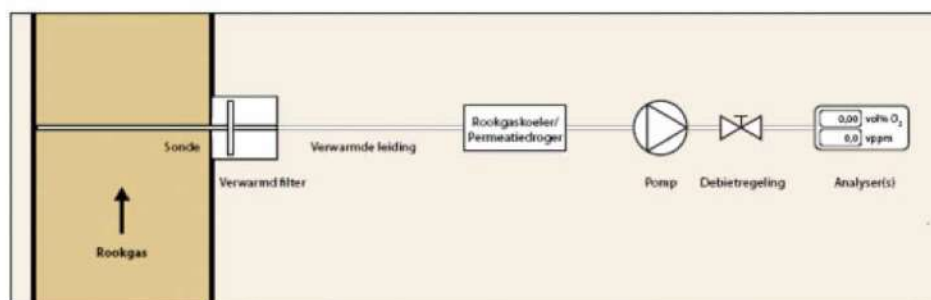 Rookgaskoeler/
Permeatiedroger
0,00 vol% O2
0,0 vppm
Sonde
Verwarmde leiding
Verwarmd filter
Pomp
Debietregeling
Analyser(s)
Rookgas